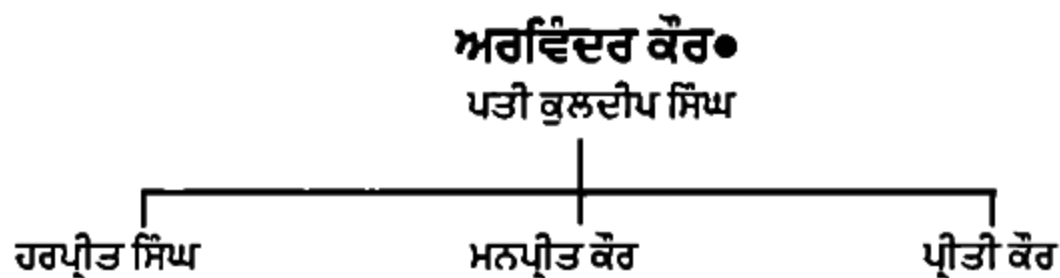 ਅਰਵਿੰਦਰ ਕੌਰ●
ਪਤੀ ਕੁਲਦੀਪ ਸਿੰਘ
ਹਰਪ੍ਰੀਤ ਸਿੰਘ ਮਨਪ੍ਰੀਤ ਕੌਰ ਪ੍ਰੀਤੀ ਕੌਰ